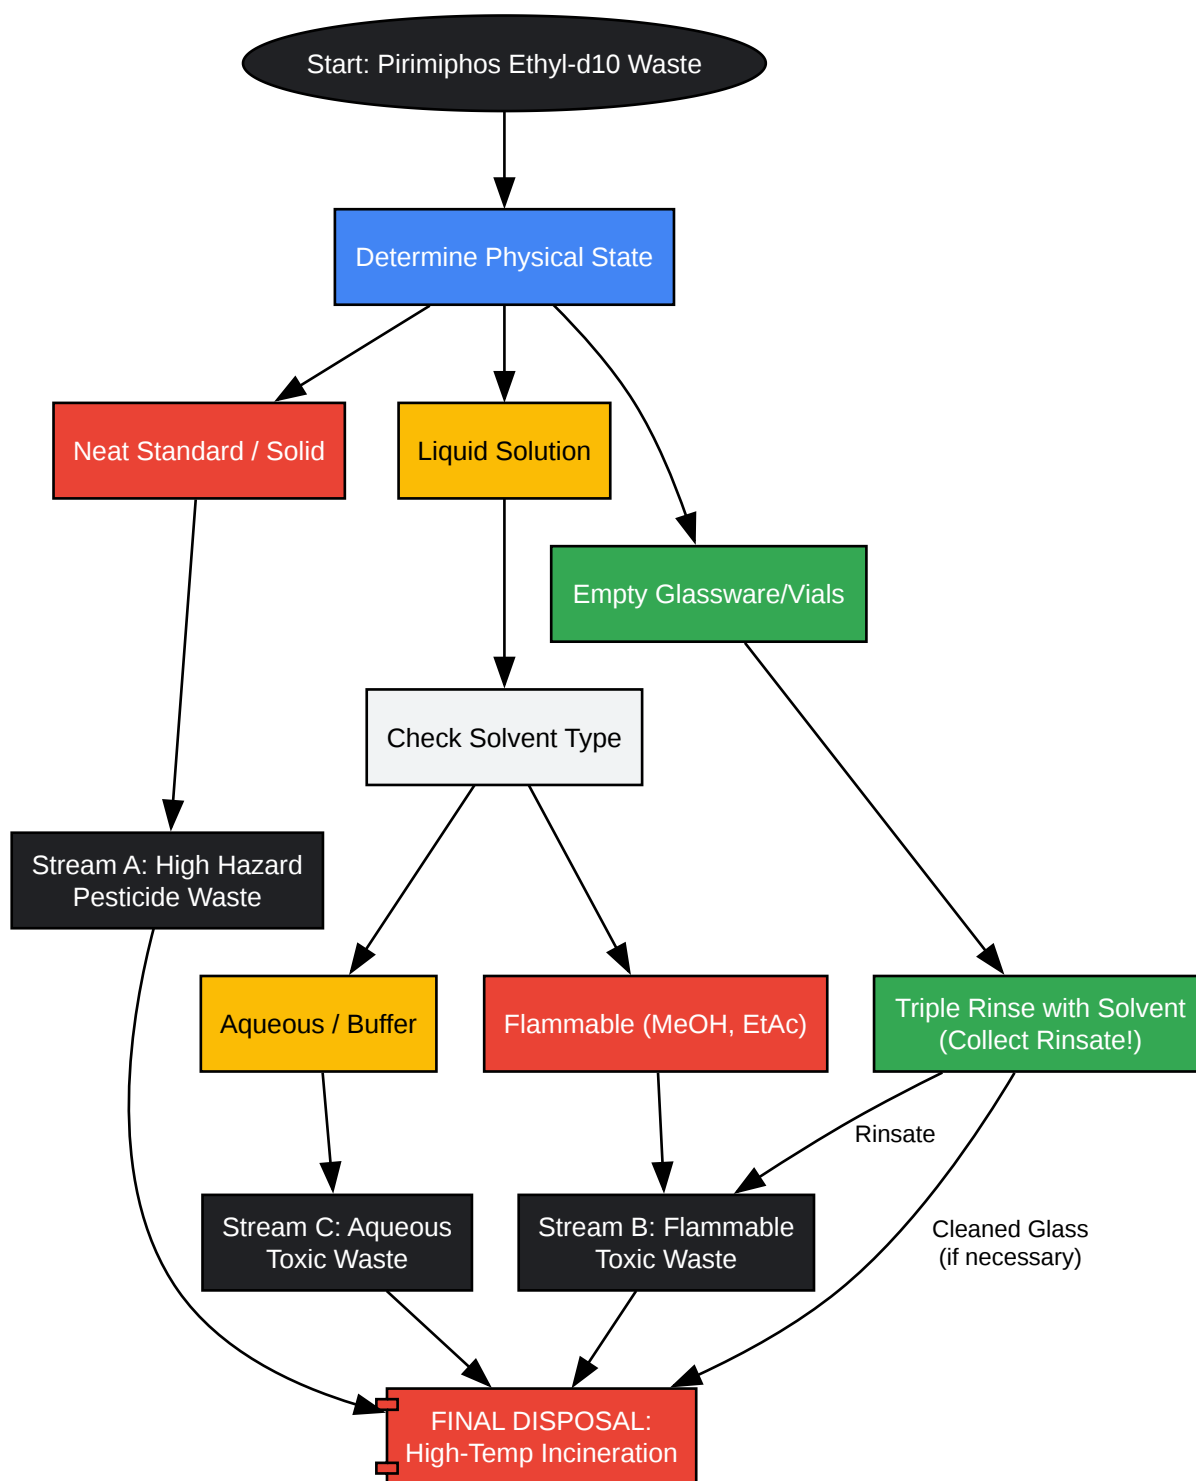 Start: Pirimiphos Ethyl-d10 Waste
Determine Physical State
Neat Standard / Solid
Liquid Solution
Empty Glassware/Vials
Check Solvent Type
Stream A: High Hazard
Pesticide Waste
Aqueous / Buffer
Flammable (MeOH, EtAc)
Triple Rinse with Solvent
(Collect Rinsate!)
Rinsate
Stream C: Aqueous
Toxic Waste
Stream B: Flammable
Toxic Waste
Cleaned Glass
(if necessary)
FINAL DISPOSAL:
High-Temp Incineration